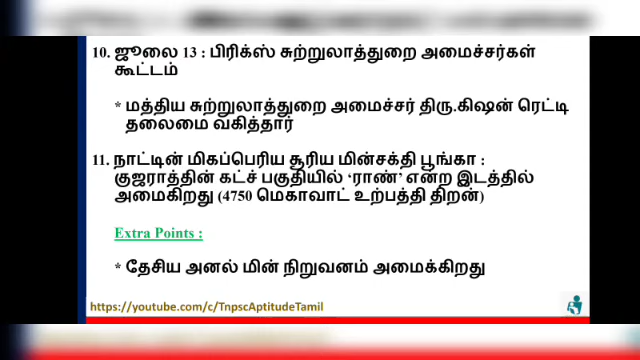 10. ஜூலை 13 : பிரிக்ஸ் சுற்றுலாத்துறை அமைச்சர்கள்
கூட்டம்
* மத்திய சுற்றுலாத்துறை அமைச்சர் திரு.கிஷன் ரெட்டி
தலைமை வகித்தார்
11. நாட்டின் மிகப்பெரிய சூரிய மின்சக்தி பூங்கா :
குஜராத்தின் கட்ச் பகுதியில் ‘ராண்’ என்ற இடத்தில்
அமைகிறது (4750 மெகாவாட் உற்பத்தி திறன்)
Extra Points :
* தேசிய அனல் மின் நிறுவனம் அமைக்கிறது
https://youtube.com/c/TnpscAptitudeTamil